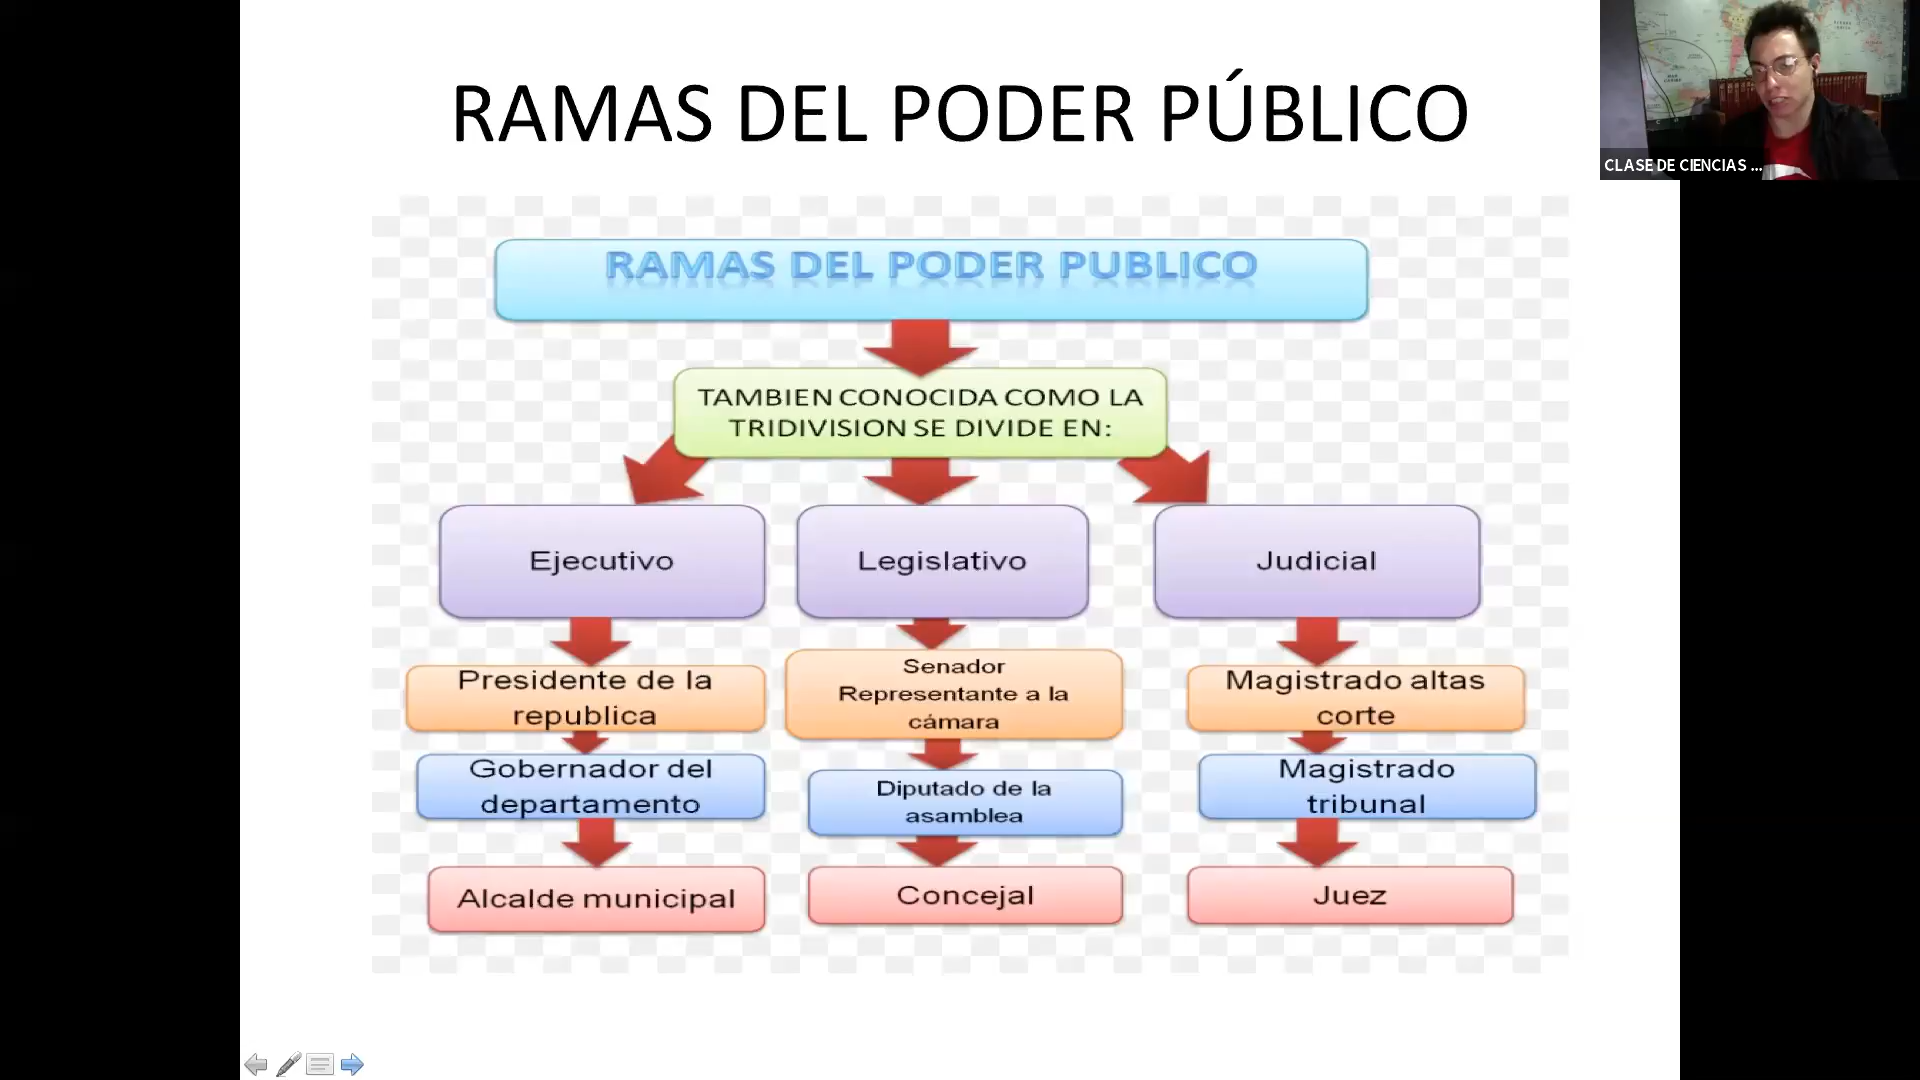 RAMAS DEL PODER PÚBLICO
CLASE DE CIENCIAS ...
RAMAS DEL PODER PUBLICO
TAMBIEN CONOCIDA COMO LA
TRIDIVISION SE DIVIDE EN:
Ejecutivo
Legislativo
Judicial
Presidente de la
republica
Senador
Representante a la
cámara
Magistrado altas
corte
Gobernador del
departamento
Diputado de la
asamblea
Magistrado
tribunal
Alcalde municipal
Concejal
Juez